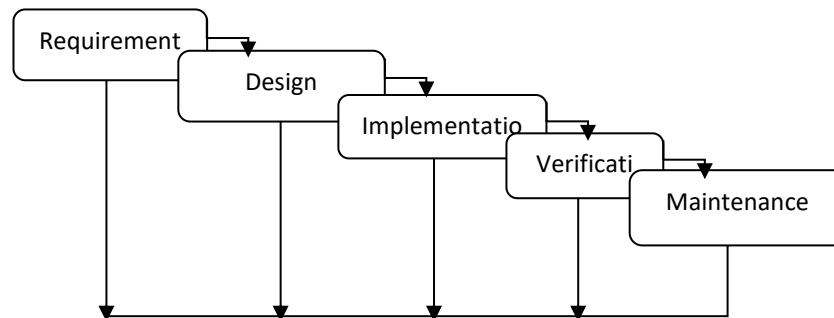 Requirement
Design
Implementatio
Verificati
Maintenance